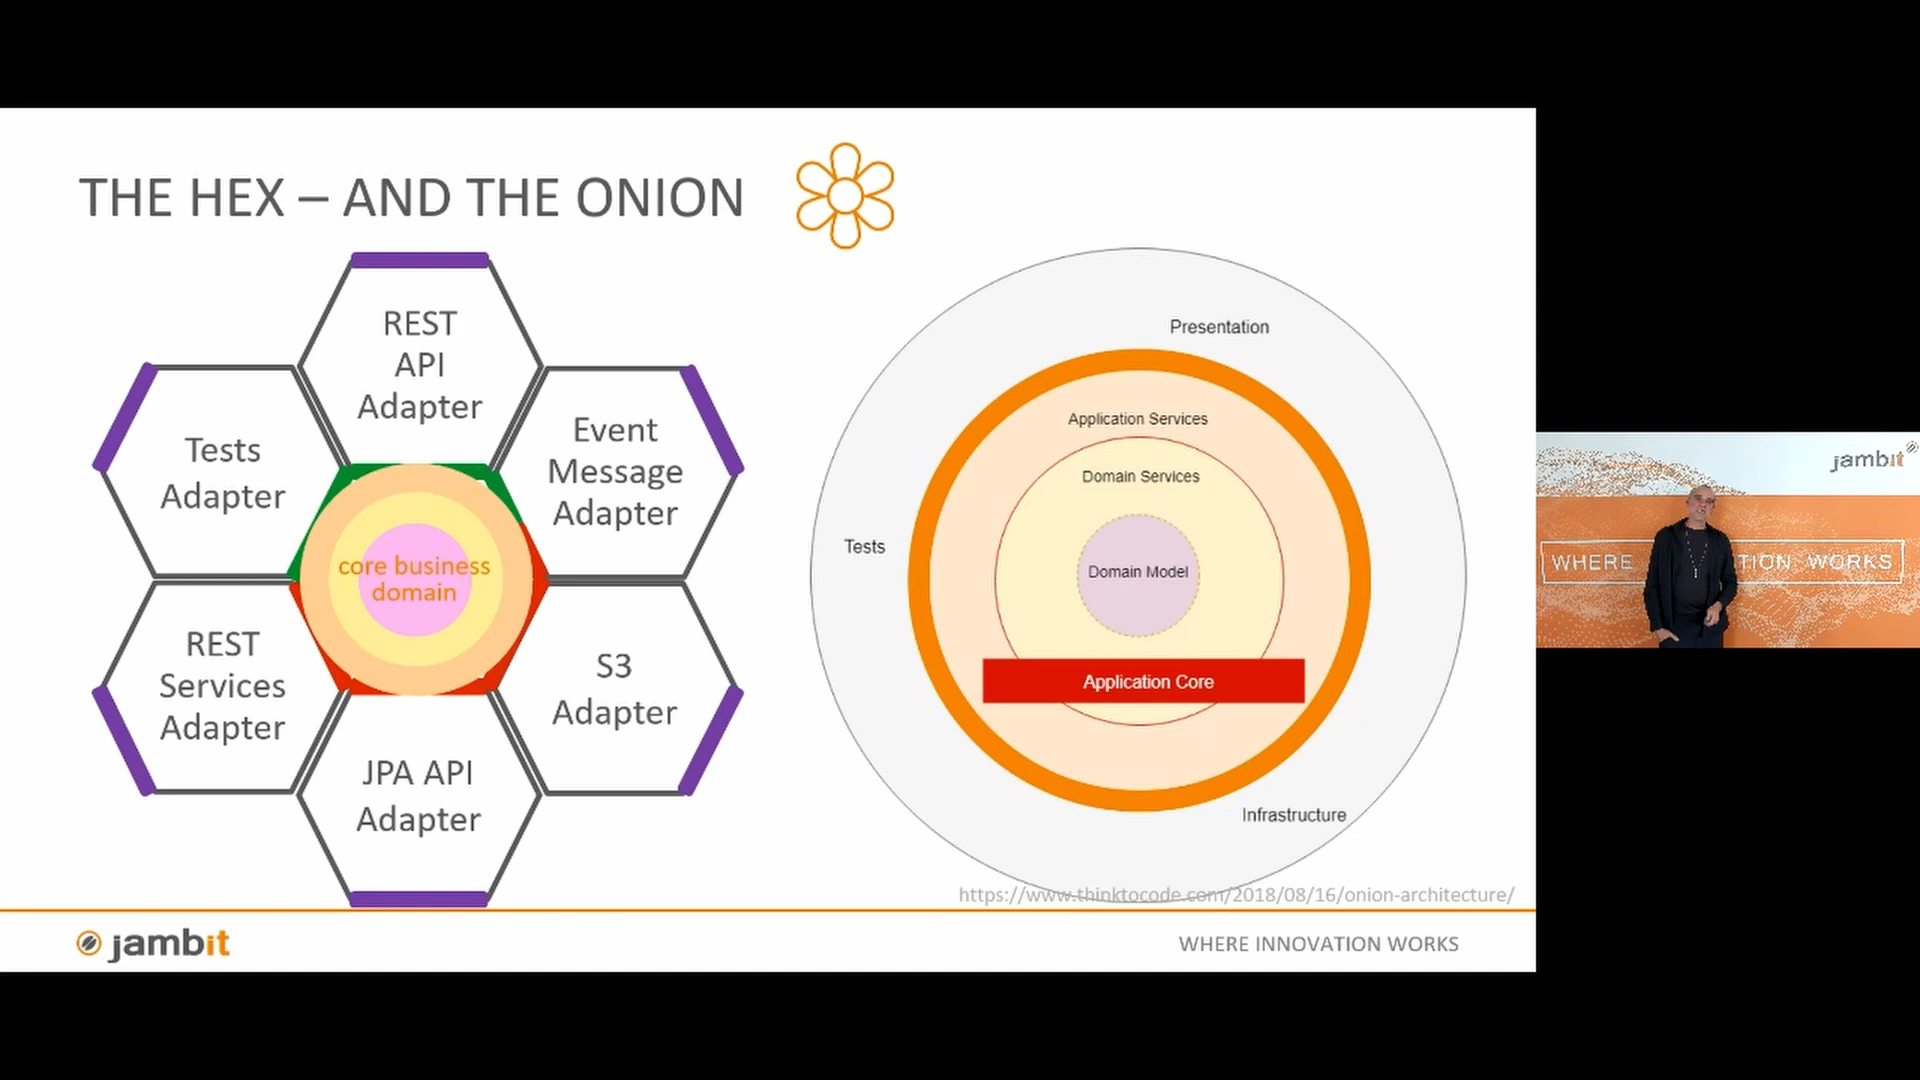 THE HEX – AND THE ONION
REST
API
Adapter
Tests
Adapter
Event
Message
Adapter
core business
domain
REST
Services
Adapter
S3
Adapter
JPA API
Adapter
Presentation
Application Services
Domain Services
Tests
Domain Model
Application Core
Infrastructure
https://www.thinktocode.com/2018/08/16/onion-architecture/
jambit
WHERE INNOVATION WORKS
jambit
WHERE TION WORKS